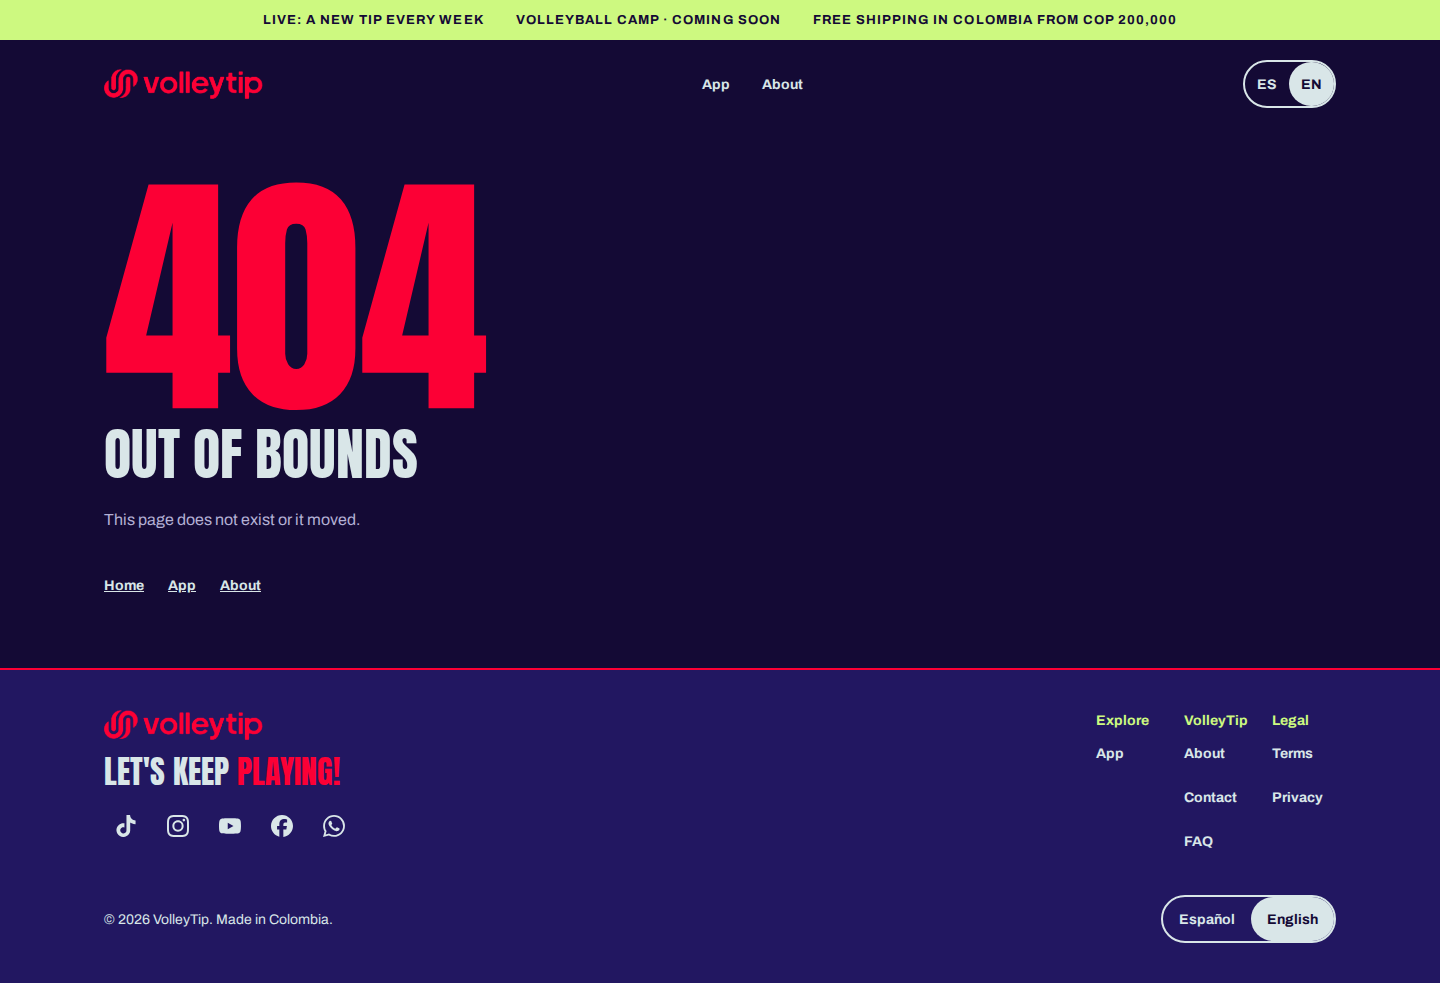 LIVE: A NEW TIP EVERY WEEK VOLLEYBALL CAMP · COMING SOON FREE SHIPPING IN COLOMBIA FROM COP 200,000
volleytip App About ES EN
404
OUT OF BOUNDS
This page does not exist or it moved.
Home App About
volleytip
LET'S KEEP PLAYING!
Explore VolleyTip Legal
App About Terms
Contact Privacy
FAQ
© 2026 VolleyTip. Made in Colombia.
Español English